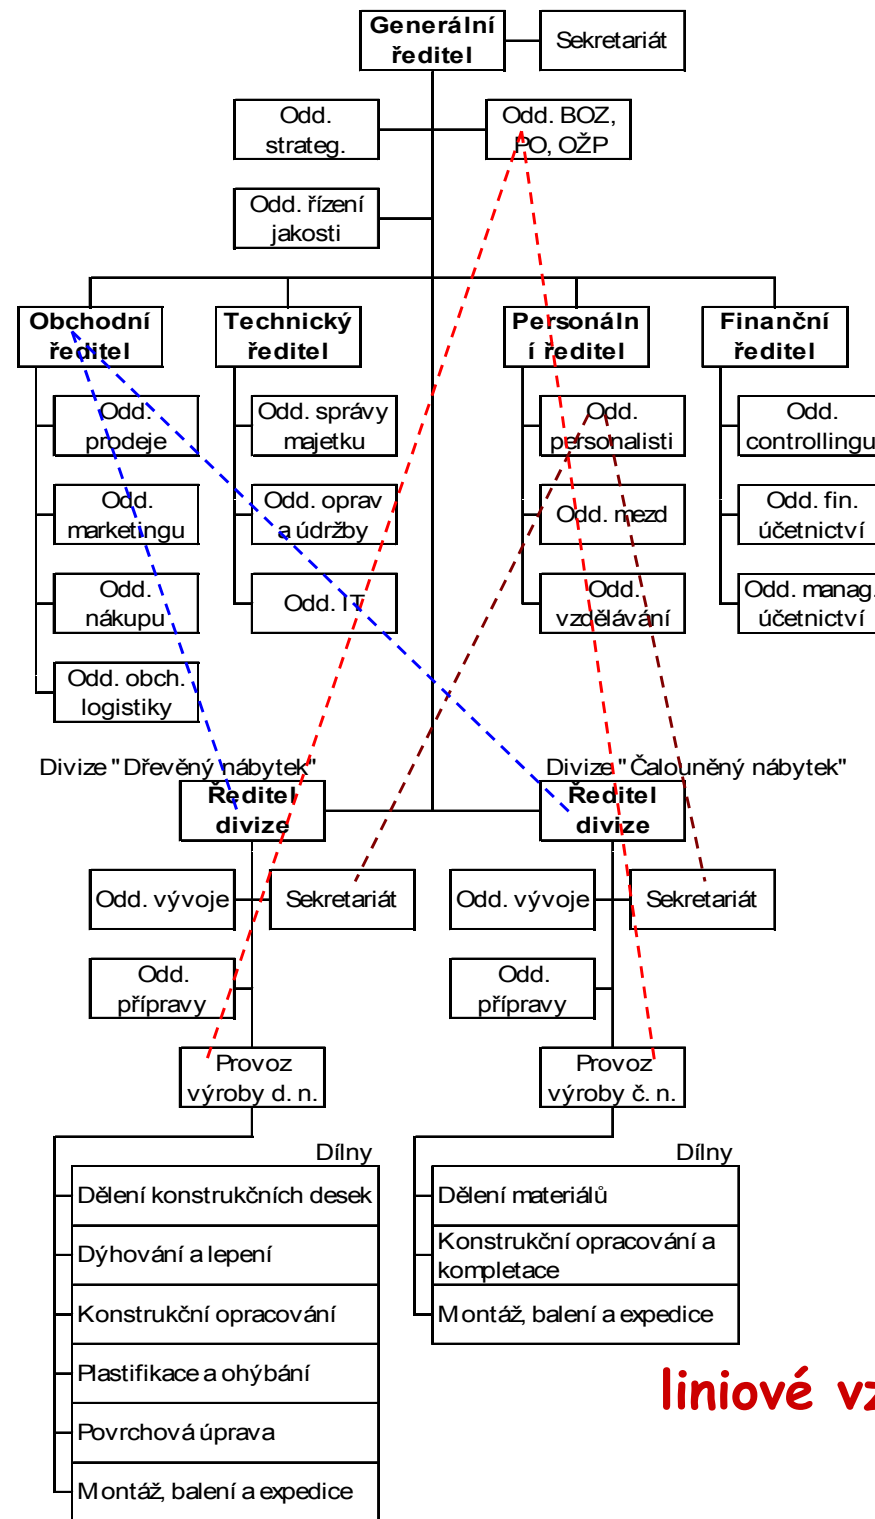 Generální
ředitel
Sekretariát
Odd.
strateg.
Odd. BOZ,
PO, OŽP
Odd. řízení
jakosti
Obchodní
ředitel
Technický
ředitel
Personáln
í ředitel
Finanční
ředitel
Odd.
prodeje
Odd. správy
majetku
Odd.
personalisti
Odd.
controllingu
Odd.
marketingu
Odd. oprav
a údržby
Odd. mezd
Odd. fin.
účetnictví
Odd.
nákupu
Odd. IT
Odd.
vzdělávání
Odd. manag.
účetnictví
Odd. obch.
logistiky
Divize "Dřevěný nábytek"
Divize "Čalouněný nábytek"
Ředitel
divize
Ředitel
divize
Odd. vývoje
Sekretariát
Odd. vývoje
Sekretariát
Odd.
přípravy
Odd.
přípravy
Provoz
výroby d. n.
Provoz
výroby č. n.
Dílny
Dělení konstrukčních desek
Dýhování a lepení
Konstrukční opracování
Plastifikace a ohýbání
Povrchová úprava
Montáž, balení a expedice
Dílny
Dělení materiálů
Konstrukční opracování a
kompletace
Montáž, balení a expedice
liniové vz